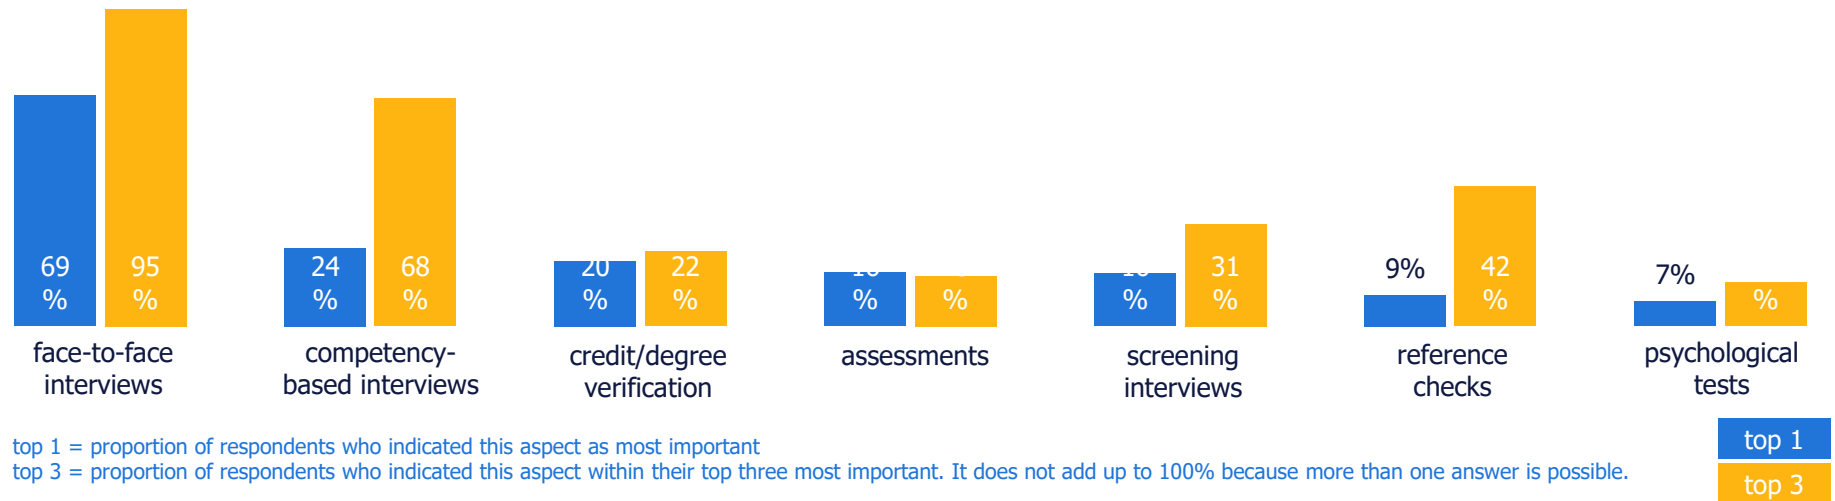 69
%
95
%
24
%
68
%
20
%
22
%
%
%
%
31
%
9%
42
%
7%
%
face-to-face
interviews
competency-
based interviews
credit/degree
verification
assessments
screening
interviews
reference
checks
psychological
tests
top 1 = proportion of respondents who indicated this aspect as most important
top 3 = proportion of respondents who indicated this aspect within their top three most important. It does not add up to 100% because more than one answer is possible.
top 1
top 3